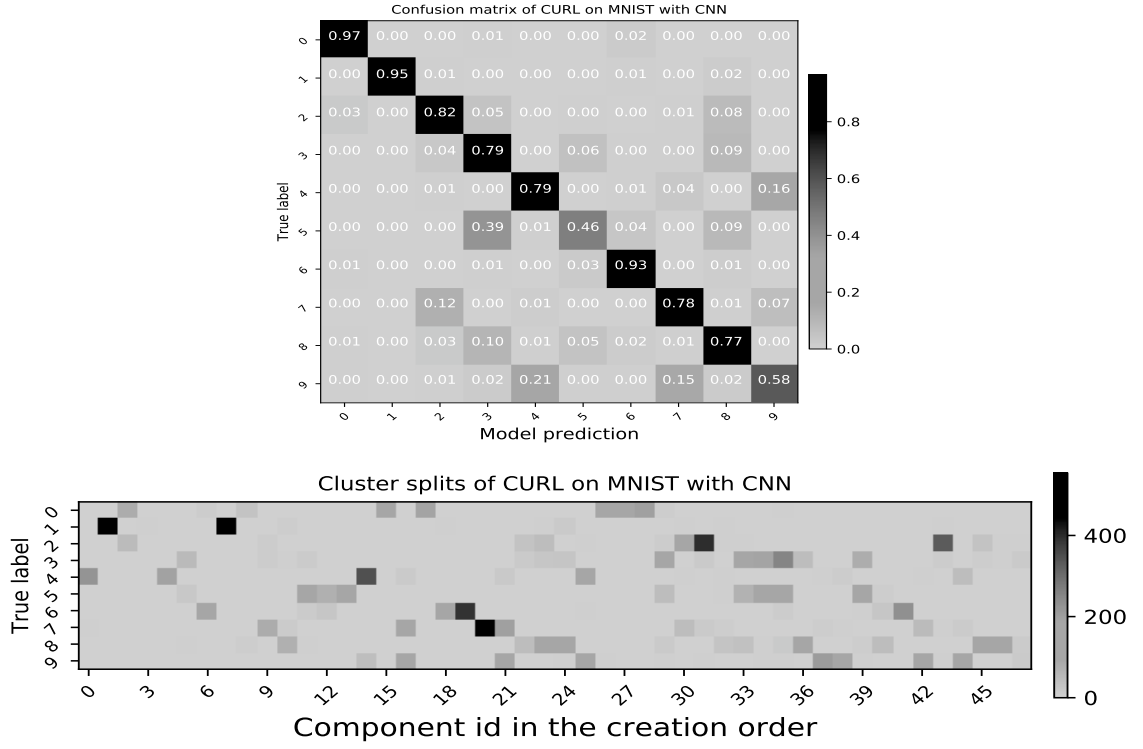 Confusion matrix of CURL on MNIST with CNN
0 0.97 0.00 0.00 0.01 0.00 0.00 0.02 0.00 0.00 0.00
1 0.00 0.95 0.01 0.00 0.00 0.00 0.01 0.00 0.02 0.00
2 0.03 0.00 0.82 0.05 0.00 0.00 0.00 0.01 0.08 0.00
3 0.00 0.00 0.04 0.79 0.00 0.06 0.00 0.00 0.09 0.00
4 0.00 0.00 0.01 0.00 0.79 0.00 0.01 0.04 0.00 0.16
5 0.00 0.00 0.00 0.39 0.01 0.46 0.04 0.00 0.09 0.00
6 0.01 0.00 0.00 0.01 0.00 0.03 0.93 0.00 0.01 0.00
7 0.00 0.00 0.12 0.00 0.01 0.00 0.00 0.78 0.01 0.07
8 0.01 0.00 0.03 0.10 0.01 0.05 0.02 0.01 0.77 0.00
9 0.00 0.00 0.01 0.02 0.21 0.00 0.00 0.15 0.02 0.58
0 1 2 3 4 5 6 7 8 9
True label
Model prediction
0.8
0.6
0.4
0.2
0.0
Cluster splits of CURL on MNIST with CNN
True label
0
1
2
3
4
5
6
7
8
9
0 3 6 9 12 15 18 21 24 27 30 33 36 39 42 45
Component id in the creation order
400
200
0